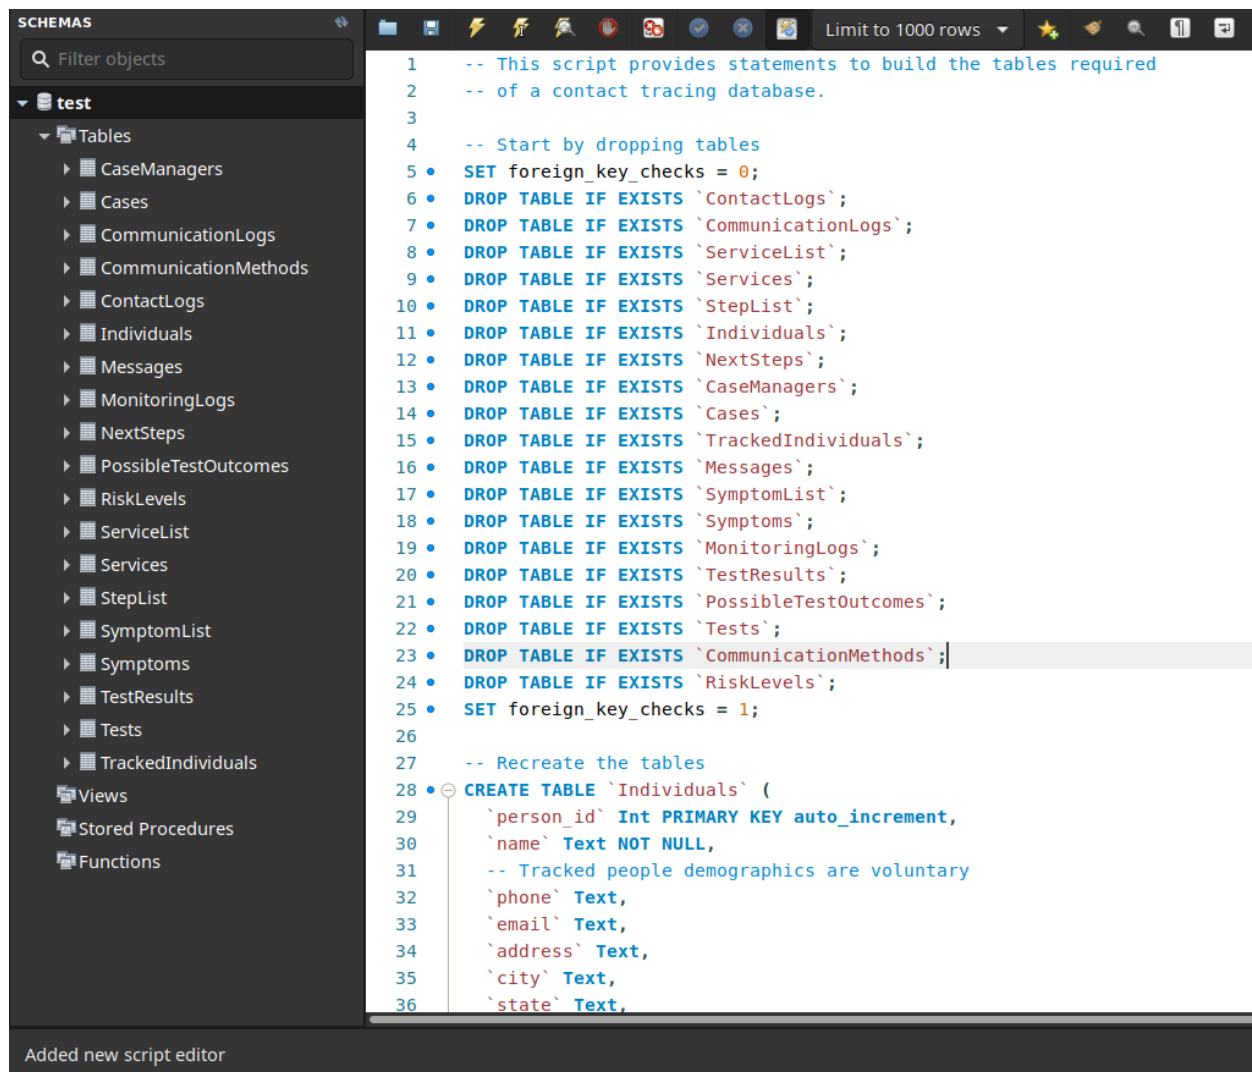 SCHEMAS
Filter objects
test
Tables
CaseManagers
Cases
CommunicationLogs
CommunicationMethods
ContactLogs
Individuals
Messages
MonitoringLogs
NextSteps
PossibleTestOutcomes
RiskLevels
ServiceList
Services
StepList
SymptomList
Symptoms
TestResults
Tests
TrackedIndividuals
Views
Stored Procedures
Functions
Limit to 1000 rows
1 -- This script provides statements to build the tables required
2 -- of a contact tracing database.
3
4 -- Start by dropping tables
5 SET foreign_key_checks = 0;
6 DROP TABLE IF EXISTS `ContactLogs`;
7 DROP TABLE IF EXISTS `CommunicationLogs`;
8 DROP TABLE IF EXISTS `ServiceList`;
9 DROP TABLE IF EXISTS `Services`;
10 DROP TABLE IF EXISTS `StepList`;
11 DROP TABLE IF EXISTS `Individuals`;
12 DROP TABLE IF EXISTS `NextSteps`;
13 DROP TABLE IF EXISTS `CaseManagers`;
14 DROP TABLE IF EXISTS `Cases`;
15 DROP TABLE IF EXISTS `TrackedIndividuals`;
16 DROP TABLE IF EXISTS `Messages`;
17 DROP TABLE IF EXISTS `SymptomList`;
18 DROP TABLE IF EXISTS `Symptoms`;
19 DROP TABLE IF EXISTS `MonitoringLogs`;
20 DROP TABLE IF EXISTS `TestResults`;
21 DROP TABLE IF EXISTS `PossibleTestOutcomes`;
22 DROP TABLE IF EXISTS `Tests`;
23 DROP TABLE IF EXISTS `CommunicationMethods`;
24 DROP TABLE IF EXISTS `RiskLevels`;
25 SET foreign_key_checks = 1;
26
27 -- Recreate the tables
28 CREATE TABLE `Individuals` (
29 `person_id` Int PRIMARY KEY auto_increment,
30 `name` Text NOT NULL,
31 -- Tracked people demographics are voluntary
32 `phone` Text,
33 `email` Text,
34 `address` Text,
35 `city` Text,
36 `state` Text,
Added new script editor